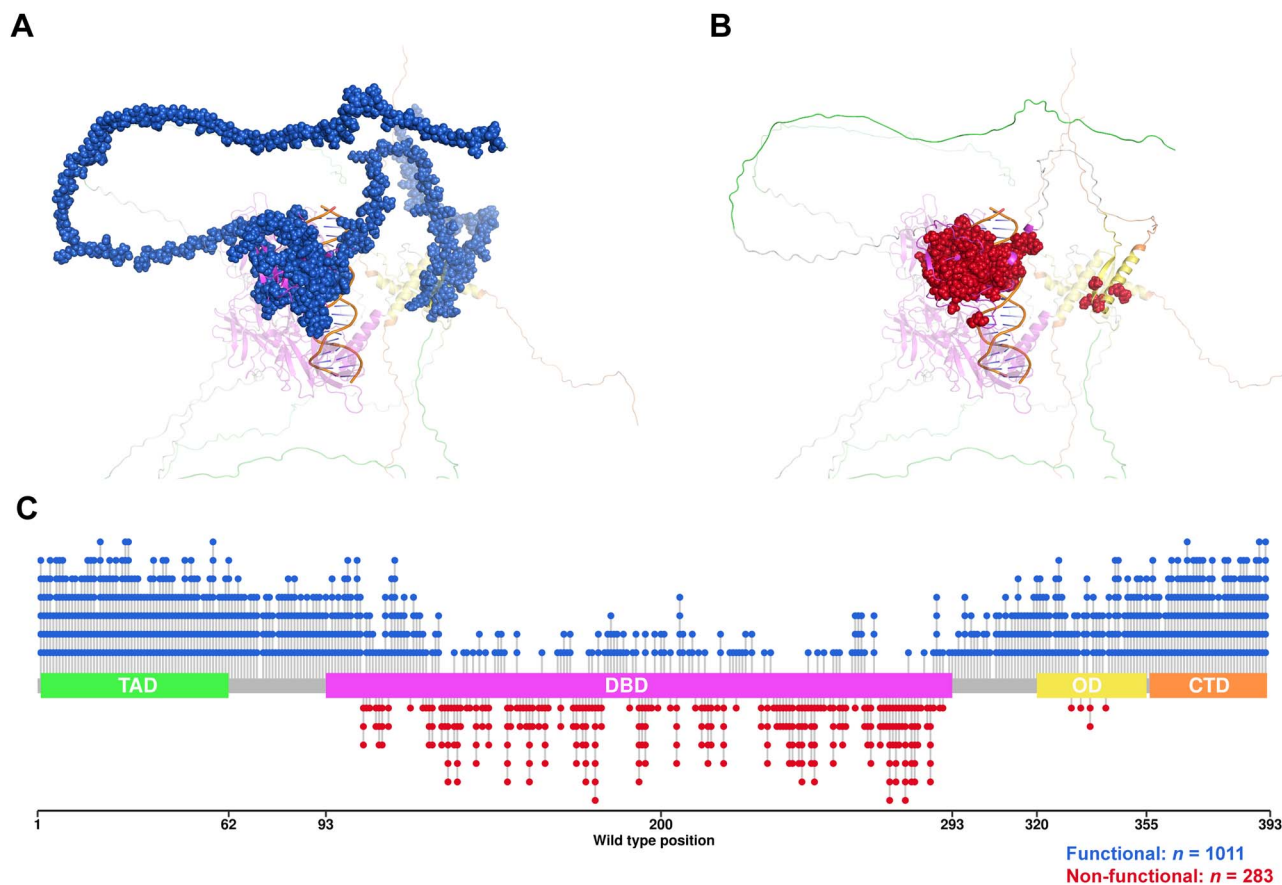 A
B
C
TAD
DBD
OD
CTD
1
62
93
200
293
320
355
393
Wild type position
Functional: n = 1011
Non-functional: n = 283